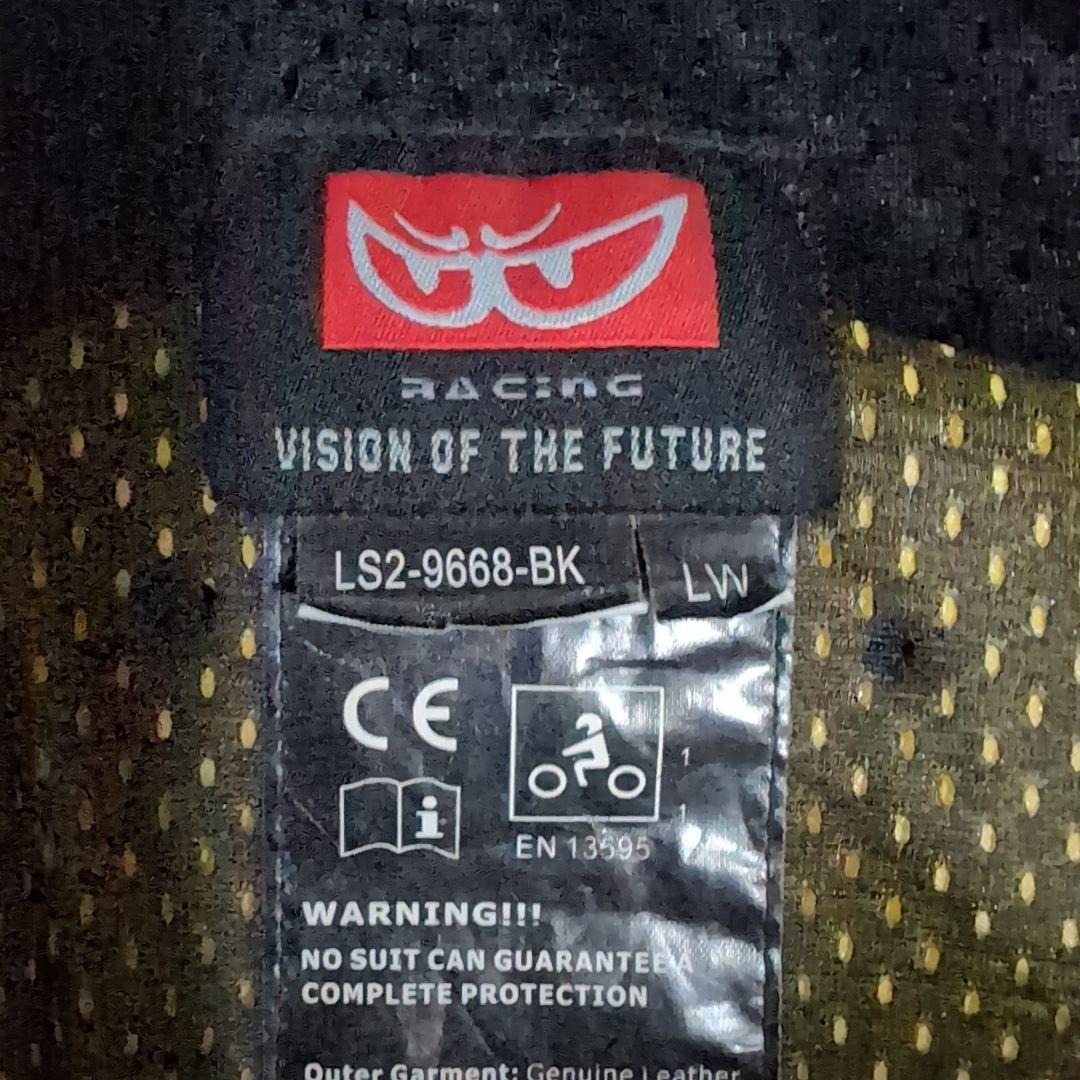 RACING
VISION OF THE FUTURE
LS2-9668-BK LW
CE
1
i
1
EN 13595
WARNING!!!
NO SUIT CAN GUARANTEE A
COMPLETE PROTECTION
Outer Garment: Genuine Leather